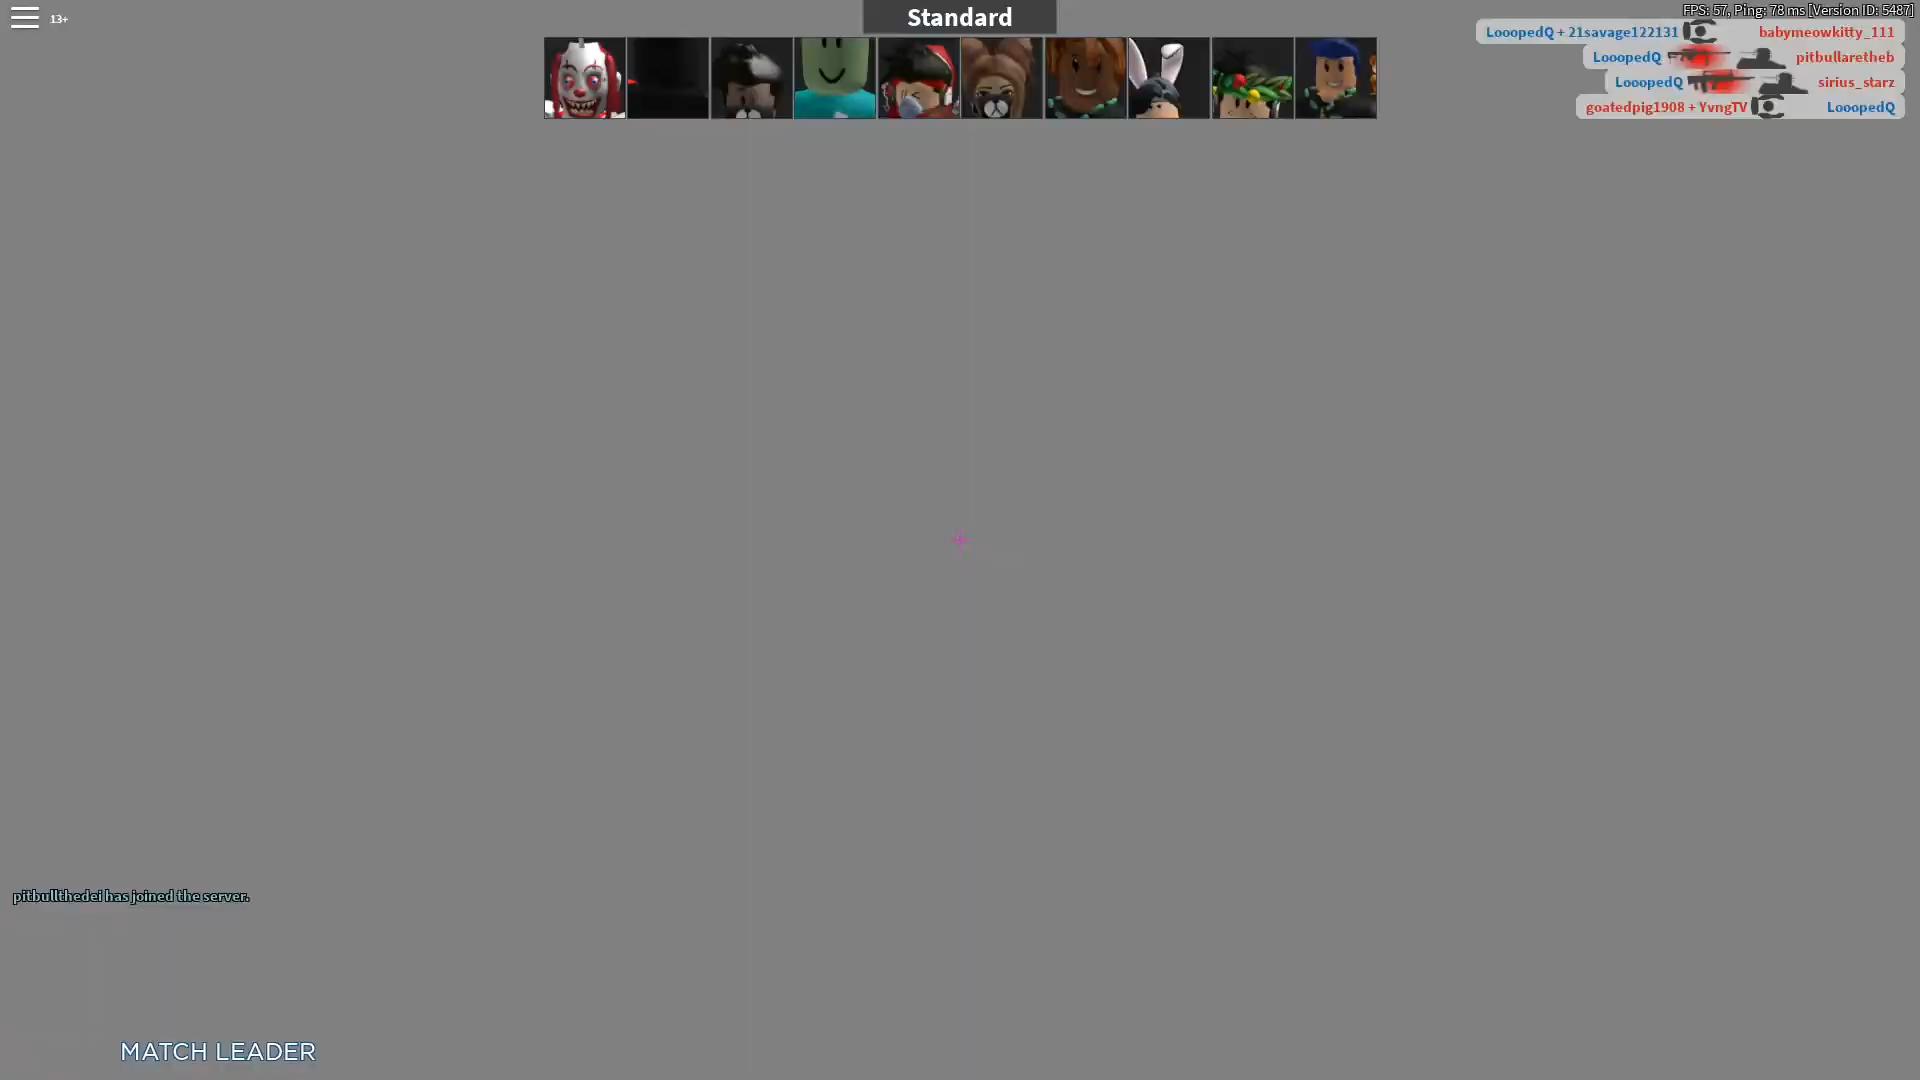 13+
Standard
FPS: 57, Ping: 78 ms [Version ID: 5487]
LooopedQ + 21savage122131 babymeowkitty_111
LooopedQ pitbullaretheb
LooopedQ sirius_starz
goatedpig1908 + YvngTV LooopedQ
pitbullthedei has joined the server.
MATCH LEADER